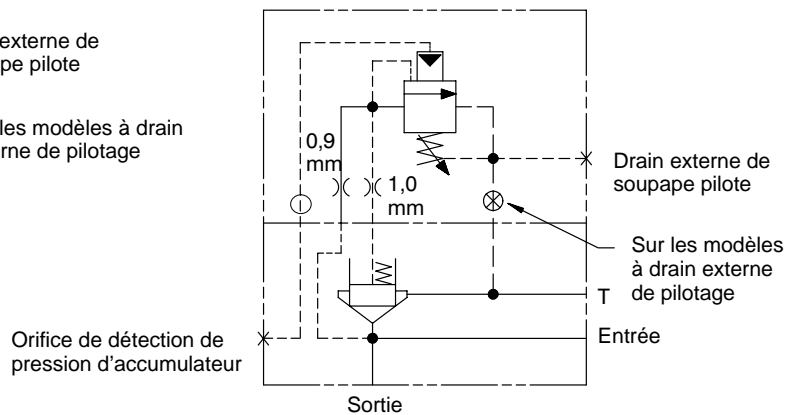 externe de
pe pilote
les modèles à drain
rne de pilotage
0,9
mm
1,0
mm
Drain externe de
soupape pilote
Sur les modèles
à drain externe
de pilotage
T
Entrée
Orifice de détection de
pression d’accumulateur
Sortie